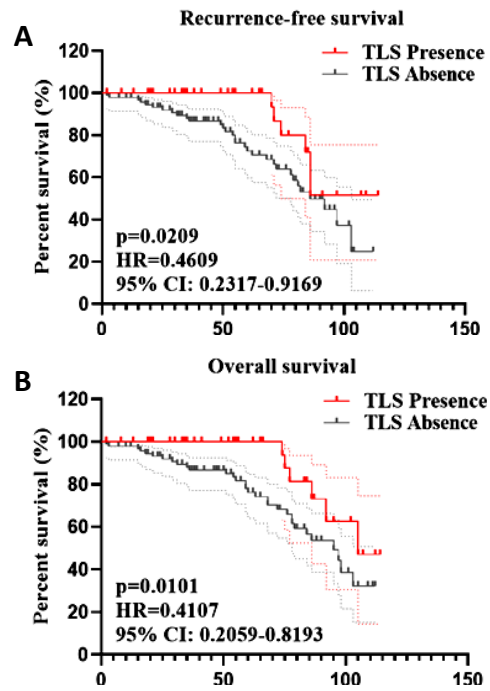 A
Recurrence-free survival
TLS Presence
TLS Absence
Percent survival (%)
120
100
80
60
40
20
0
p=0.0209
HR=0.4609
95% CI: 0.2317-0.9169
0
50
100
150
B
Overall survival
TLS Presence
TLS Absence
Percent survival (%)
120
100
80
60
40
20
0
p=0.0101
HR=0.4107
95% CI: 0.2059-0.8193
0
50
100
150